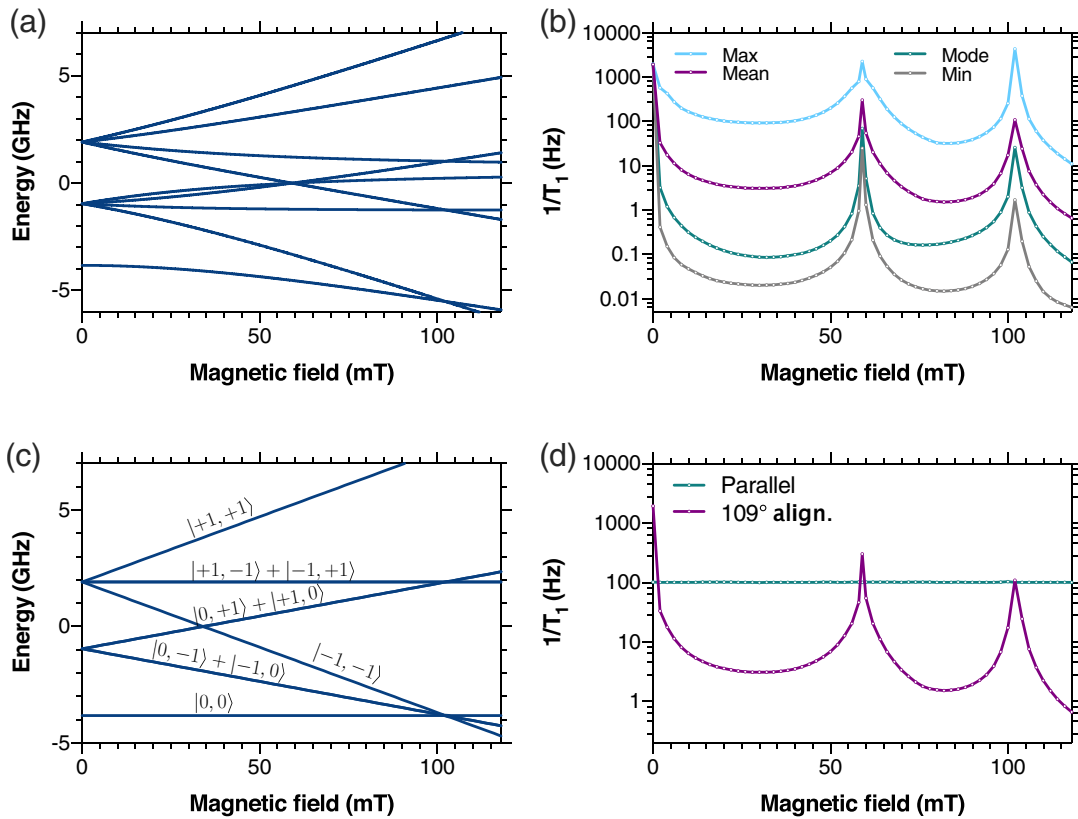 (a)
Energy (GHz)
5
0
-5
0
50
100
Magnetic field (mT)
(b)
1/T₁ (Hz)
10000
1000
100
10
1
0.1
0.01
Max
Mean
Mode
Min
0
50
100
Magnetic field (mT)
(c)
Energy (GHz)
5
0
-5
|+1, +1⟩
|+1, −1⟩ + |−1, +1⟩
|0, +1⟩ + |+1, 0⟩
|0, −1⟩ + |−1, 0⟩
|−1, −1⟩
|0, 0⟩
0
50
100
Magnetic field (mT)
(d)
1/T₁ (Hz)
10000
1000
100
10
1
Parallel
109° align.
0
50
100
Magnetic field (mT)